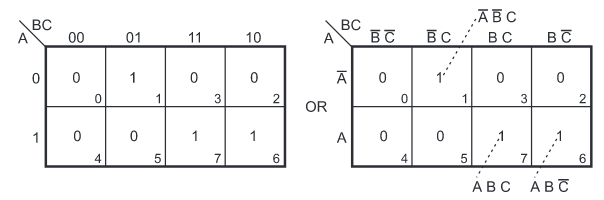 BC
A
00 01 11 10
0 0 1 0 0
0 1 3 2
1 0 0 1 1
4 5 7 6
OR
A̅ B̅ C
BC
A
B̅ C̅ B̅ C B C B C̅
A̅ 0 1 0 0
0 1 3 2
A 0 0 1 1
4 5 7 6
A B C A B C̅